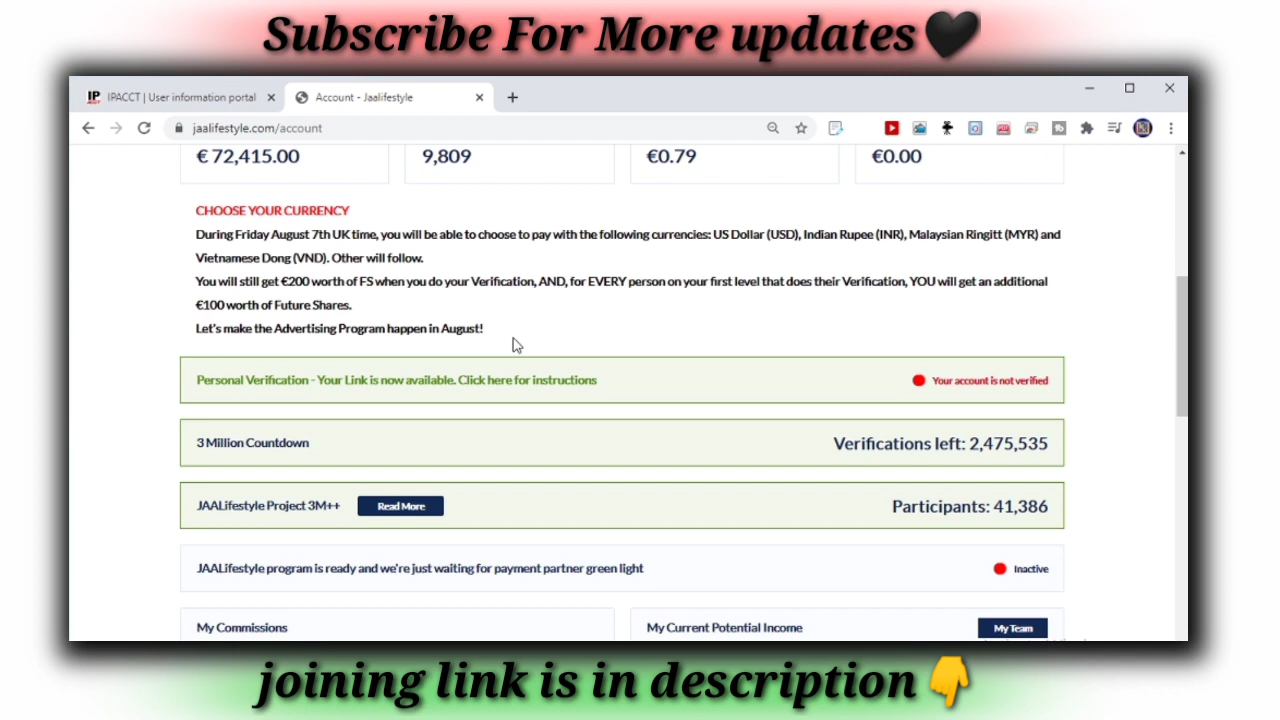 Subscribe For More updates🖤
IP IPACCT | User information portal
Account - Jaalifestyle
jaalifestyle.com/account
€ 72,415.00
9,809
€0.79
€0.00
CHOOSE YOUR CURRENCY
During Friday August 7th UK time, you will be able to choose to pay with the following currencies: US Dollar (USD), Indian Rupee (INR), Malaysian Ringitt (MYR) and
Vietnamese Dong (VND). Other will follow.
You will still get €200 worth of FS when you do your Verification, AND, for EVERY person on your first level that does their Verification, YOU will get an additional
€100 worth of Future Shares.
Let's make the Advertising Program happen in August!
Personal Verification - Your Link is now available. Click here for instructions
Your account is not verified
3 Million Countdown
Verifications left: 2,475,535
JAALifestyle Project 3M++ Read More
Participants: 41,386
JAALifestyle program is ready and we're just waiting for payment partner green light
Inactive
My Commissions
My Current Potential Income
My Team
joining link is in description👇